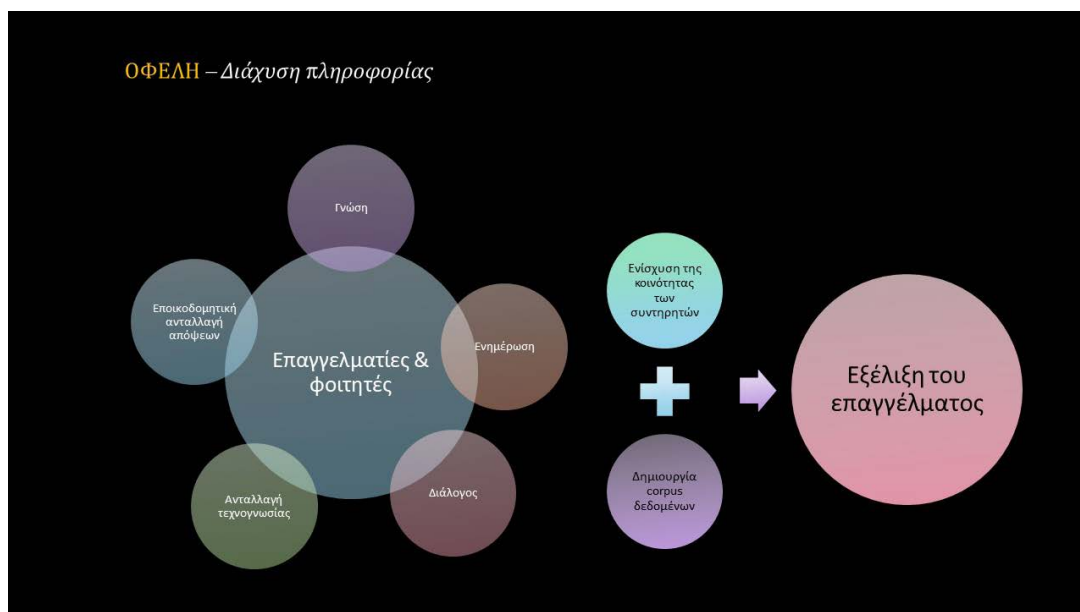 ΟΦΕΛΗ – Διάχυση πληροφορίας
Γνώση
Εποικοδομητική
ανταλλαγή
απόψεων
Επαγγελματίες &
φοιτητές
Ενημέρωση
Ανταλλαγή
τεχνογνωσίας
Διάλογος
Ενίσχυση της
κοινότητας
των
συντηρητών
Δημιουργία
corpus
δεδομένων
Εξέλιξη του
επαγγέλματος